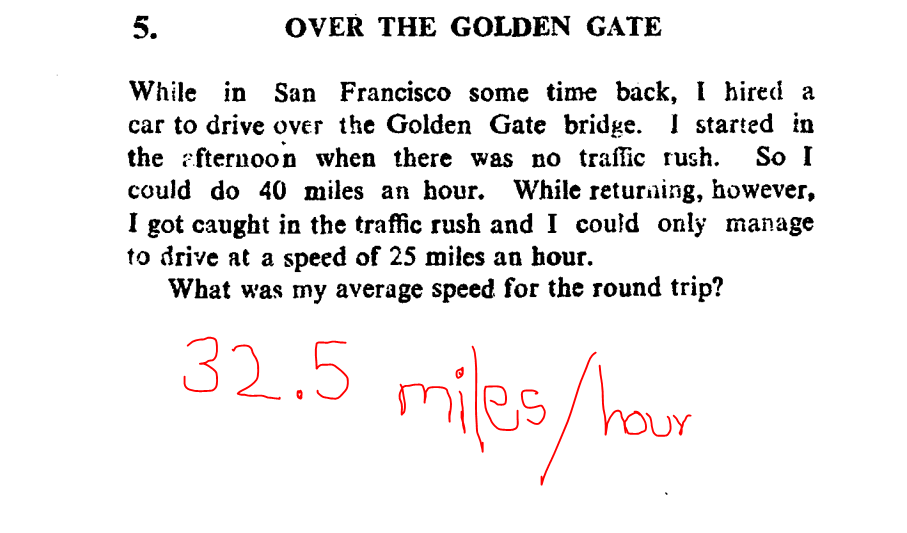 5. OVER THE GOLDEN GATE
While in San Francisco some time back, I hired a
car to drive over the Golden Gate bridge. I started in
the afternoon when there was no traffic rush. So I
could do 40 miles an hour. While returning, however,
I got caught in the traffic rush and I could only manage
to drive at a speed of 25 miles an hour.
What was my average speed for the round trip?
32.5 miles/hour